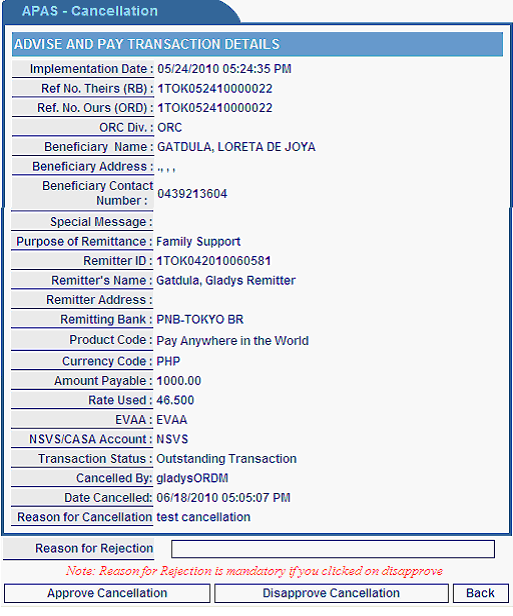 APAS - Cancellation
ADVISE AND PAY TRANSACTION DETAILS
Implementation Date : 05/24/2010 05:24:35 PM
Ref No. Theirs (RB) : 1TOK052410000022
Ref. No. Ours (ORD) : 1TOK052410000022
ORC Div. : ORC
Beneficiary Name : GATDULA, LORETA DE JOYA
Beneficiary Address : ., , ,
Beneficiary Contact
Number : 0439213604
Special Message :
Purpose of Remittance : Family Support
Remitter ID : 1TOK042010060581
Remitter's Name : Gatdula, Gladys Remitter
Remitter Address :
Remitting Bank : PNB-TOKYO BR
Product Code : Pay Anywhere in the World
Currency Code : PHP
Amount Payable : 1000.00
Rate Used : 46.500
EVAA : EVAA
NSVS/CASA Account : NSVS
Transaction Status : Outstanding Transaction
Cancelled By: gladysORDM
Date Cancelled: 06/18/2010 05:05:07 PM
Reason for Cancellation test cancellation
Reason for Rejection
Note: Reason for Rejection is mandatory if you clicked on disapprove
Approve Cancellation Disapprove Cancellation Back